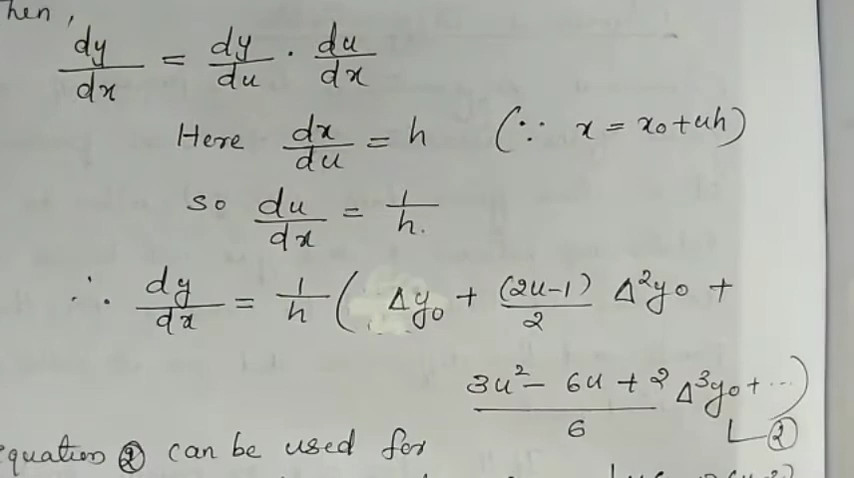 Then,
dy/dx = dy/du · du/dx
Here dx/du = h (∵ x = x₀ + uh)
so du/dx = 1/h.
∴ dy/dx = 1/h ( Δy₀ + (2u-1)/2 Δ²y₀ +
3u² - 6u + 2/6 Δ³y₀ + ...)
②
equation ② can be used for